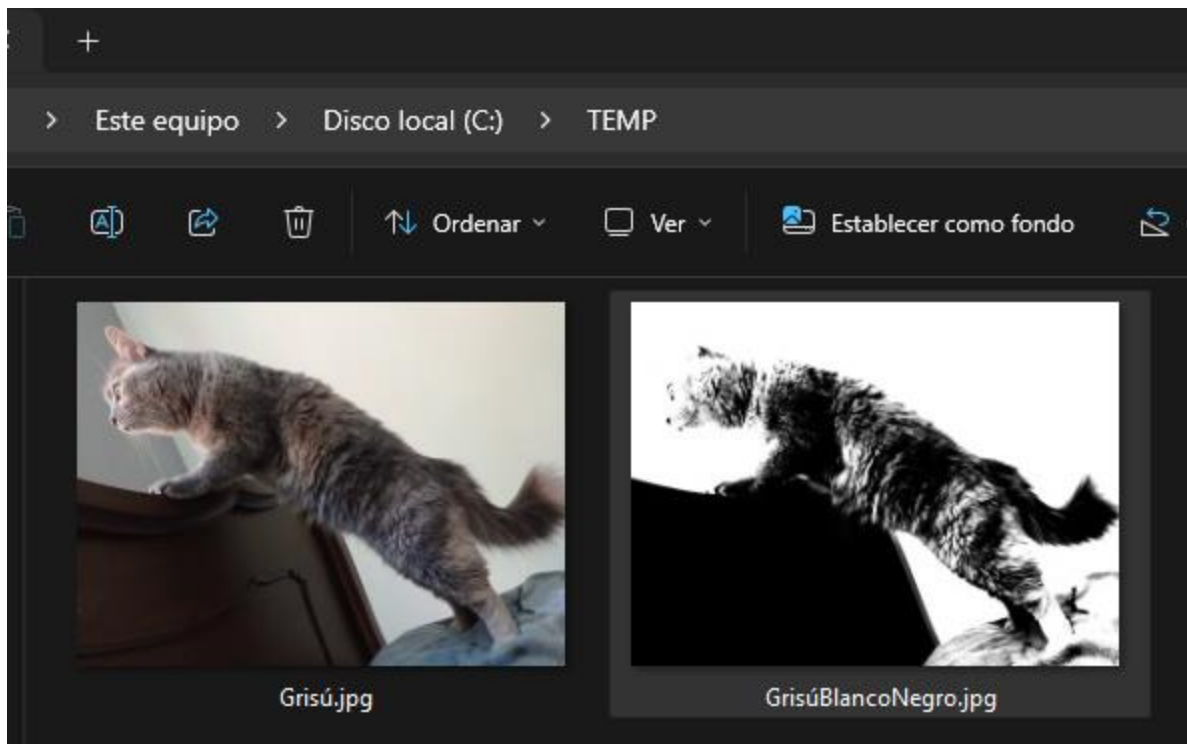 Este equipo > Disco local (C:) > TEMP
Ordenar Ver Establecer como fondo
Grisú.jpg GrisúBlancoNegro.jpg